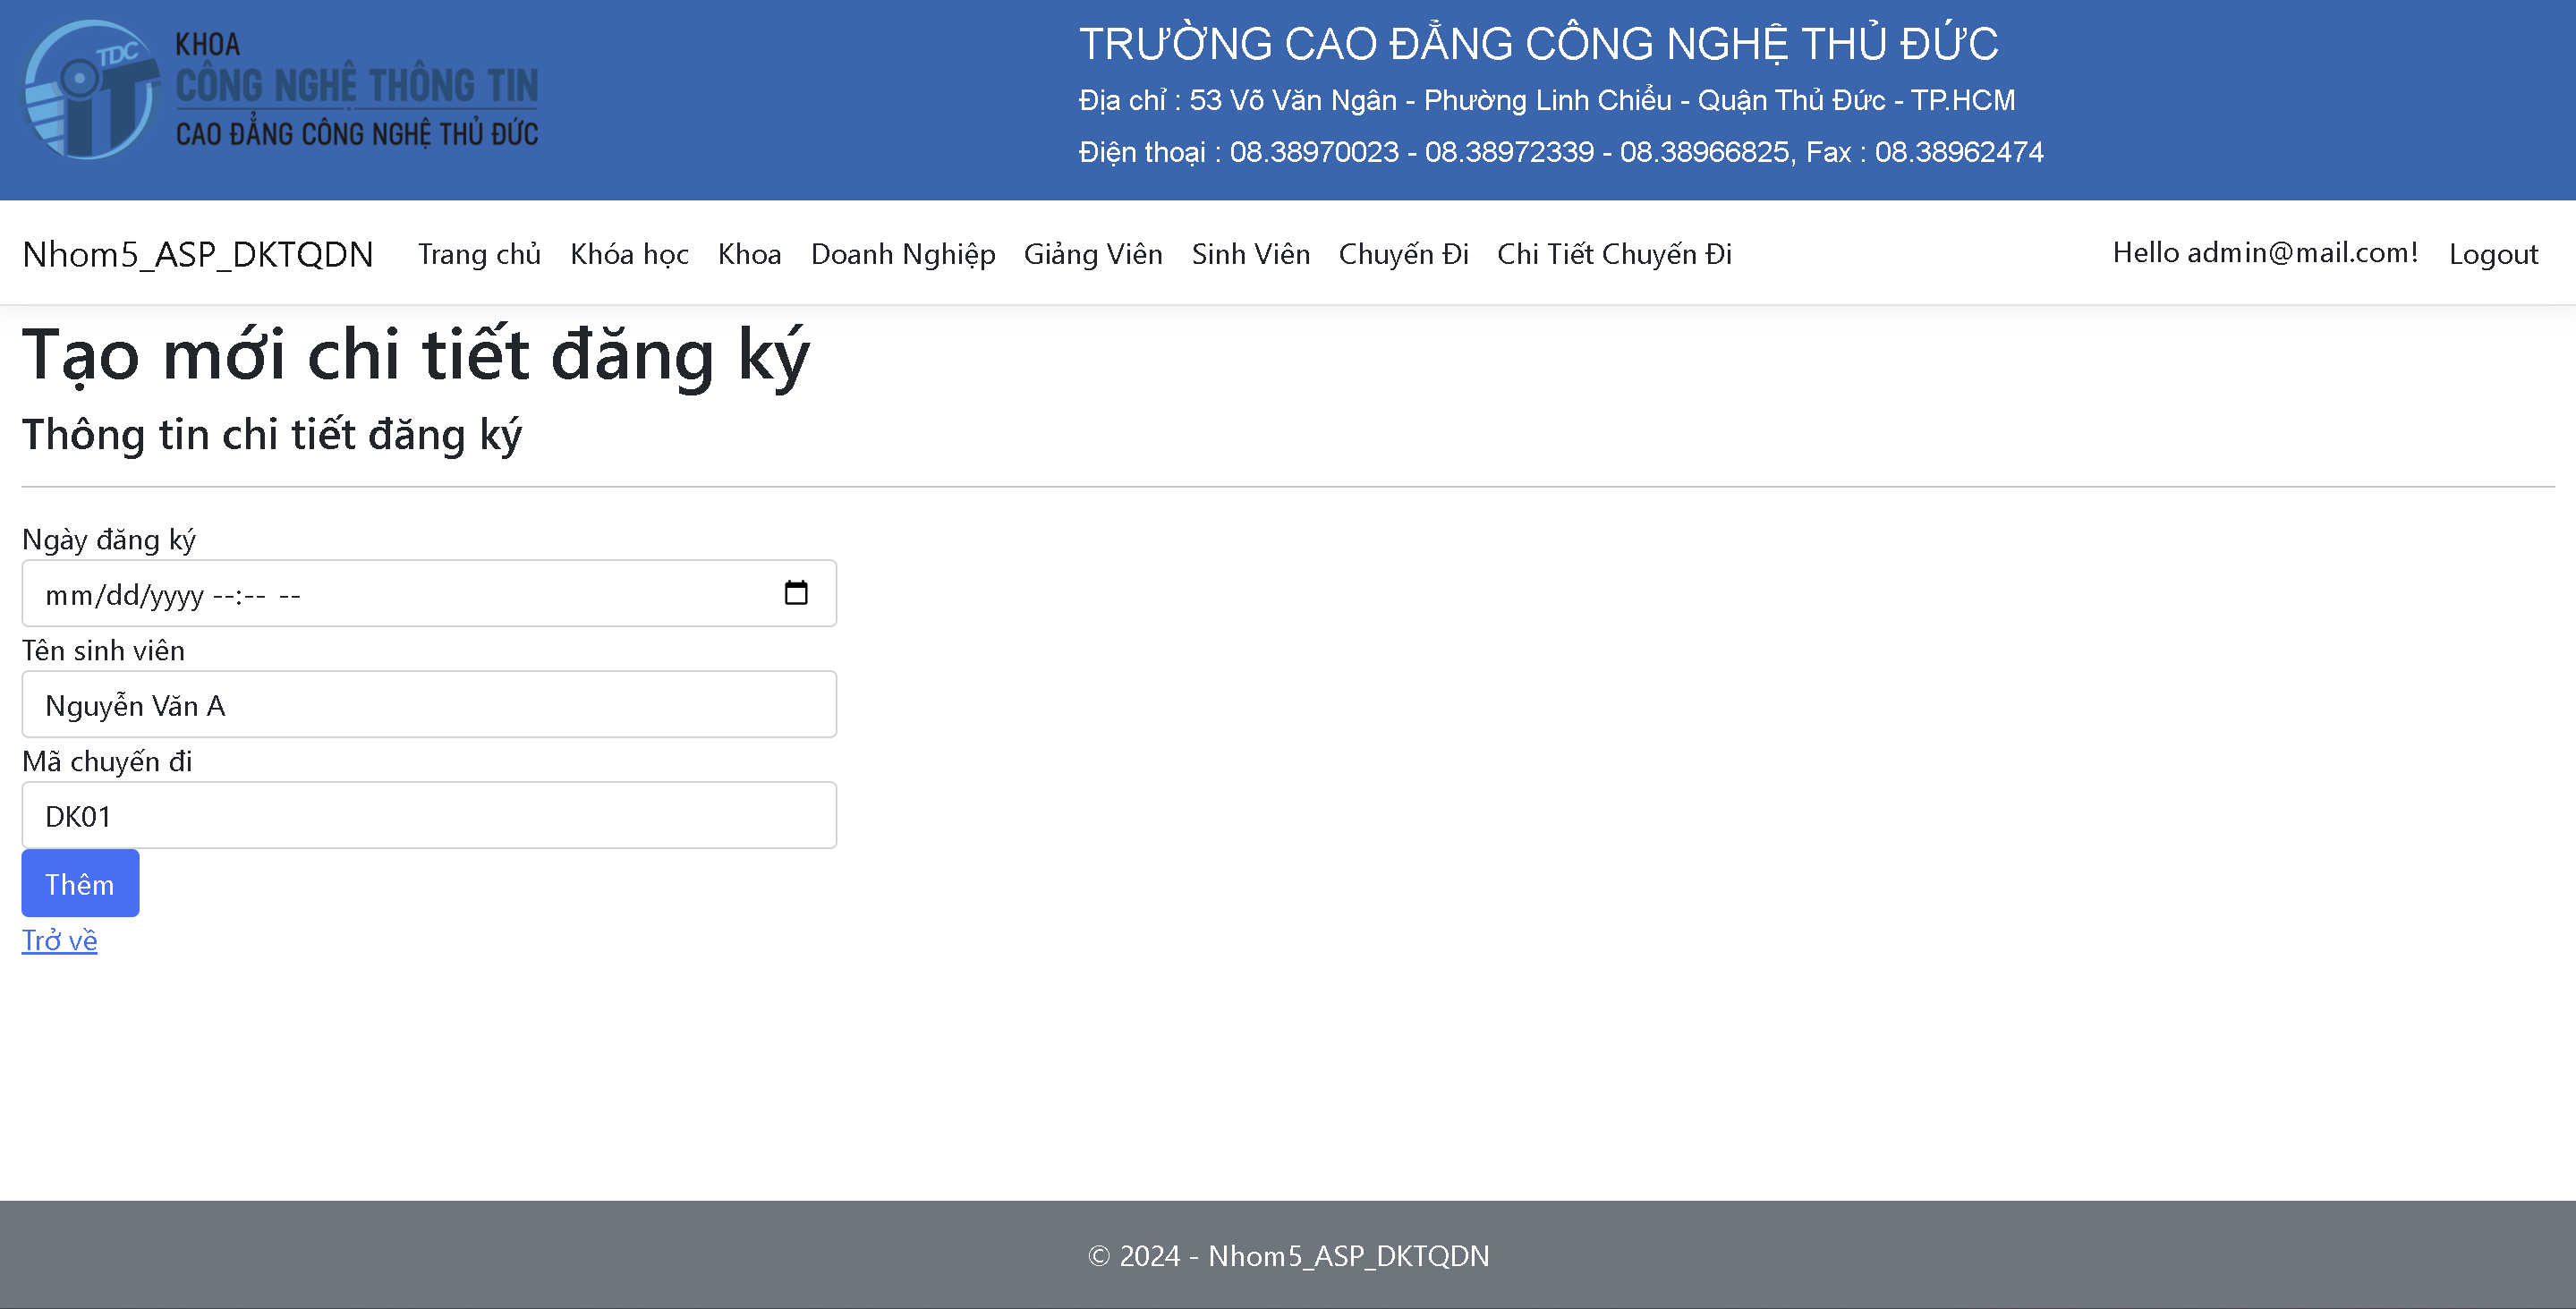 TDC
iT
KHOA
CÔNG NGHỆ THÔNG TIN
CAO ĐẲNG CÔNG NGHỆ THỦ ĐỨC
TRƯỜNG CAO ĐẲNG CÔNG NGHỆ THỦ ĐỨC
Địa chỉ : 53 Võ Văn Ngân - Phường Linh Chiểu - Quận Thủ Đức - TP.HCM
Điện thoại : 08.38970023 - 08.38972339 - 08.38966825, Fax : 08.38962474
Nhom5_ASP_DKTQDN Trang chủ Khóa học Khoa Doanh Nghiệp Giảng Viên Sinh Viên Chuyến Đi Chi Tiết Chuyến Đi Hello admin@mail.com! Logout
Tạo mới chi tiết đăng ký
Thông tin chi tiết đăng ký
Ngày đăng ký
mm/dd/yyyy --:-- --
Tên sinh viên
Nguyễn Văn A
Mã chuyến đi
DK01
Thêm
Trở về
© 2024 - Nhom5_ASP_DKTQDN